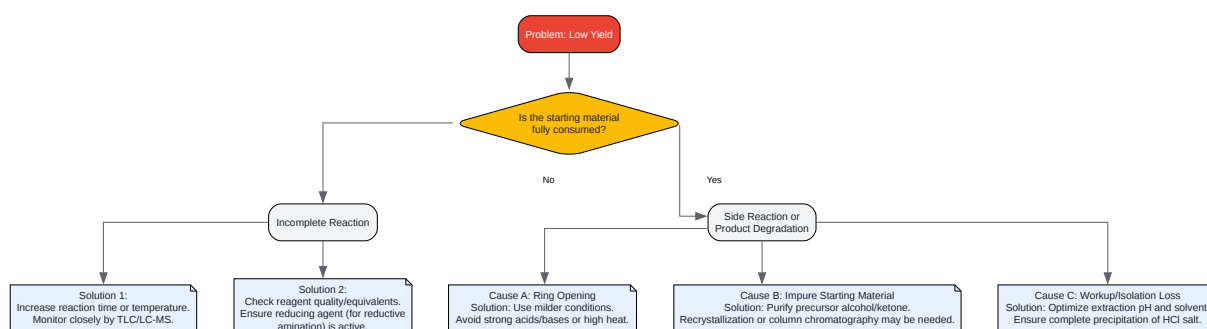 Problem: Low Yield
Is the starting material
fully consumed?
No
Yes
Incomplete Reaction
Side Reaction or
Product Degradation
Solution 1:
Increase reaction time or temperature.
Monitor closely by TLC/LC-MS.
Solution 2:
Check reagent quality/equivalents.
Ensure reducing agent (for reductive
amination) is active.
Cause A: Ring Opening
Solution: Use milder conditions.
Avoid strong acids/bases or high heat.
Cause B: Impure Starting Material
Solution: Purify precursor alcohol/ketone.
Recrystallization or column chromatography may be needed.
Cause C: Workup/Isolation Loss
Solution: Optimize extraction pH and solvent
Ensure complete precipitation of HCl salt.